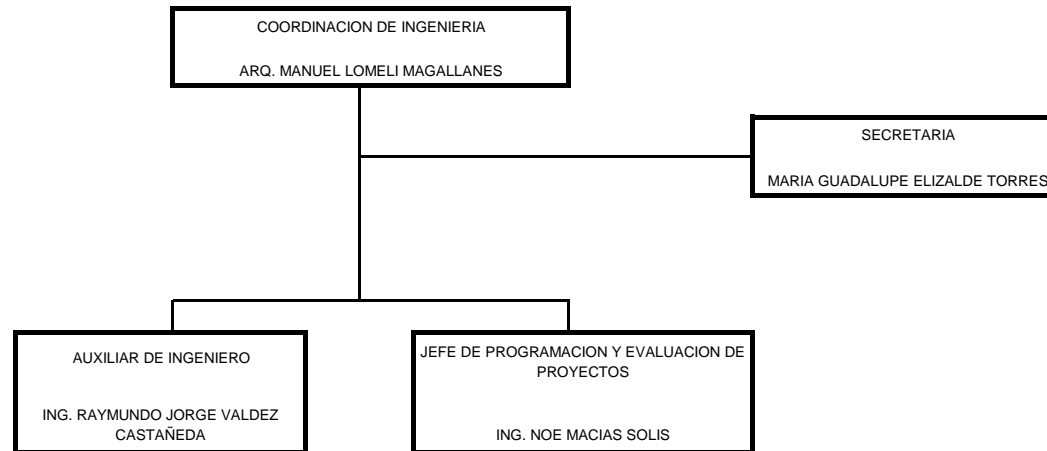 COORDINACION DE INGENIERIA
ARQ. MANUEL LOMELI MAGALLANES
SECRETARIA
MARIA GUADALUPE ELIZALDE TORRES
AUXILIAR DE INGENIERO
ING. RAYMUNDO JORGE VALDEZ
CASTAÑEDA
JEFE DE PROGRAMACION Y EVALUACION DE
PROYECTOS
ING. NOE MACIAS SOLIS